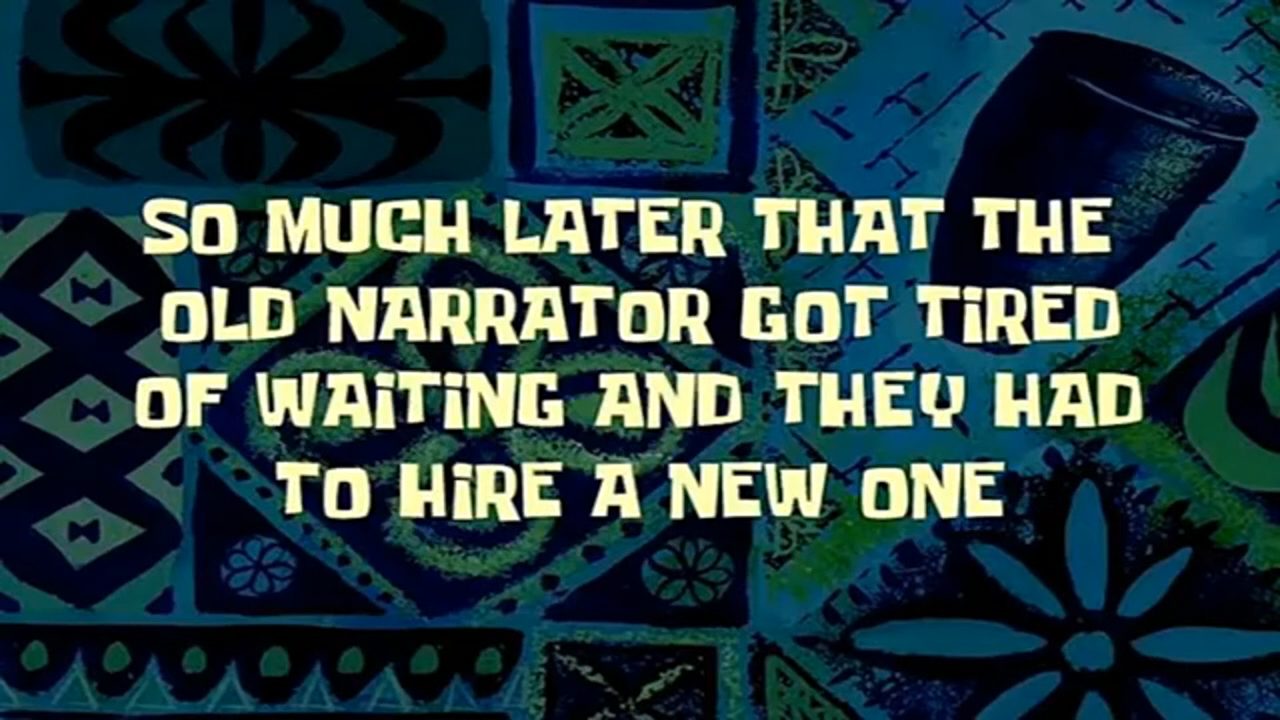 SO MUCH LATER THAT THE
OLD NARRATOR GOT TiRED
OF WAiTiNG AND THEY HAD
TO HiRE A NEW ONE